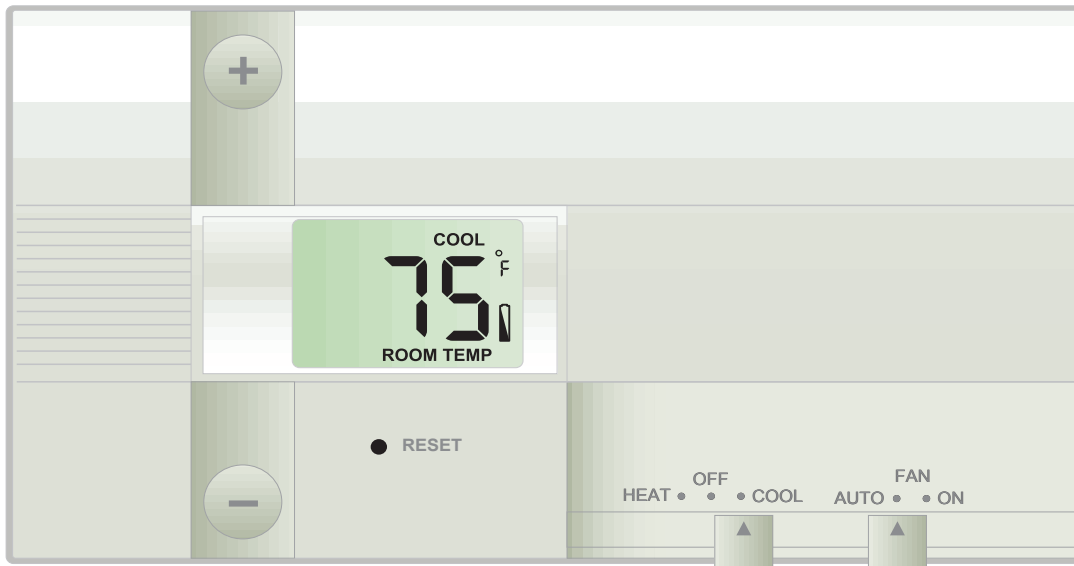 +
COOL
75 °F
ROOM TEMP
−
RESET
HEAT OFF COOL
FAN
AUTO ON